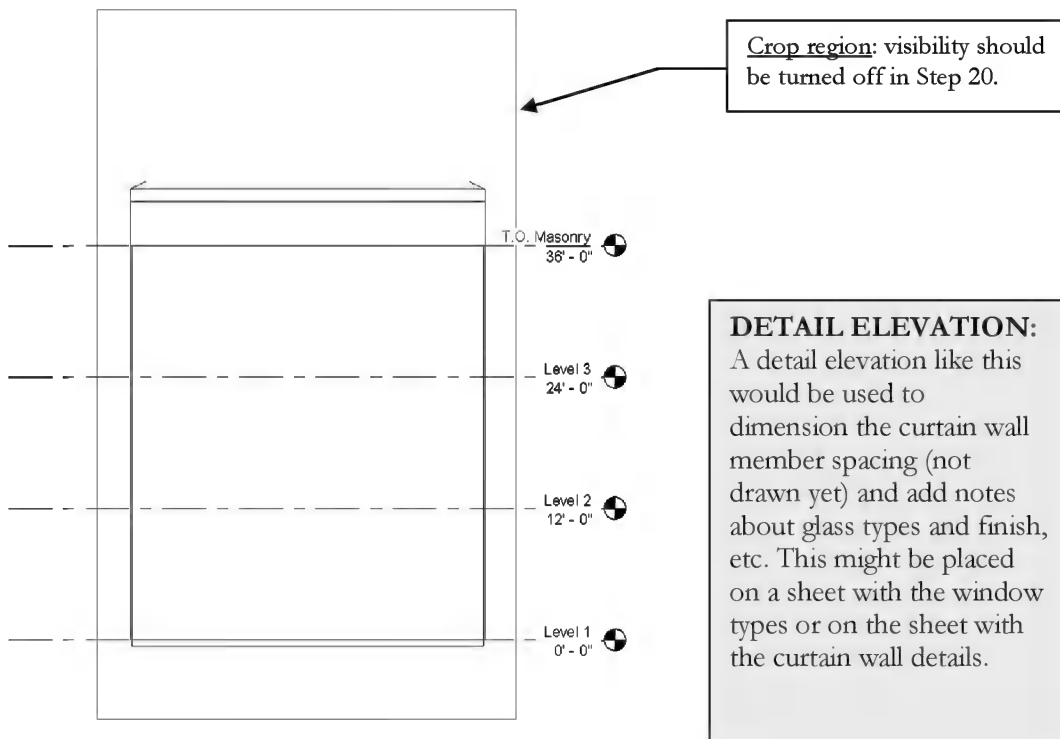 Crop region: visibility should
be turned off in Step 20.
T.O. Masonry
36' - 0"
Level 3
24' - 0"
Level 2
12' - 0"
Level 1
0' - 0"
DETAIL ELEVATION:
A detail elevation like this
would be used to
dimension the curtain wall
member spacing (not
drawn yet) and add notes
about glass types and finish,
etc. This might be placed
on a sheet with the window
types or on the sheet with
the curtain wall details.